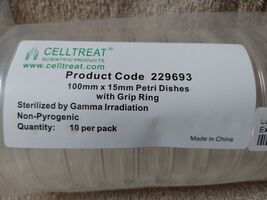 CELLTREAT®
SCIENTIFIC PRODUCTS
www.celltreat.com
Product Code 229693
100mm x 15mm Petri Dishes
with Grip Ring
Sterilized by Gamma Irradiation
Non-Pyrogenic
Quantity: 10 per pack
Made in China